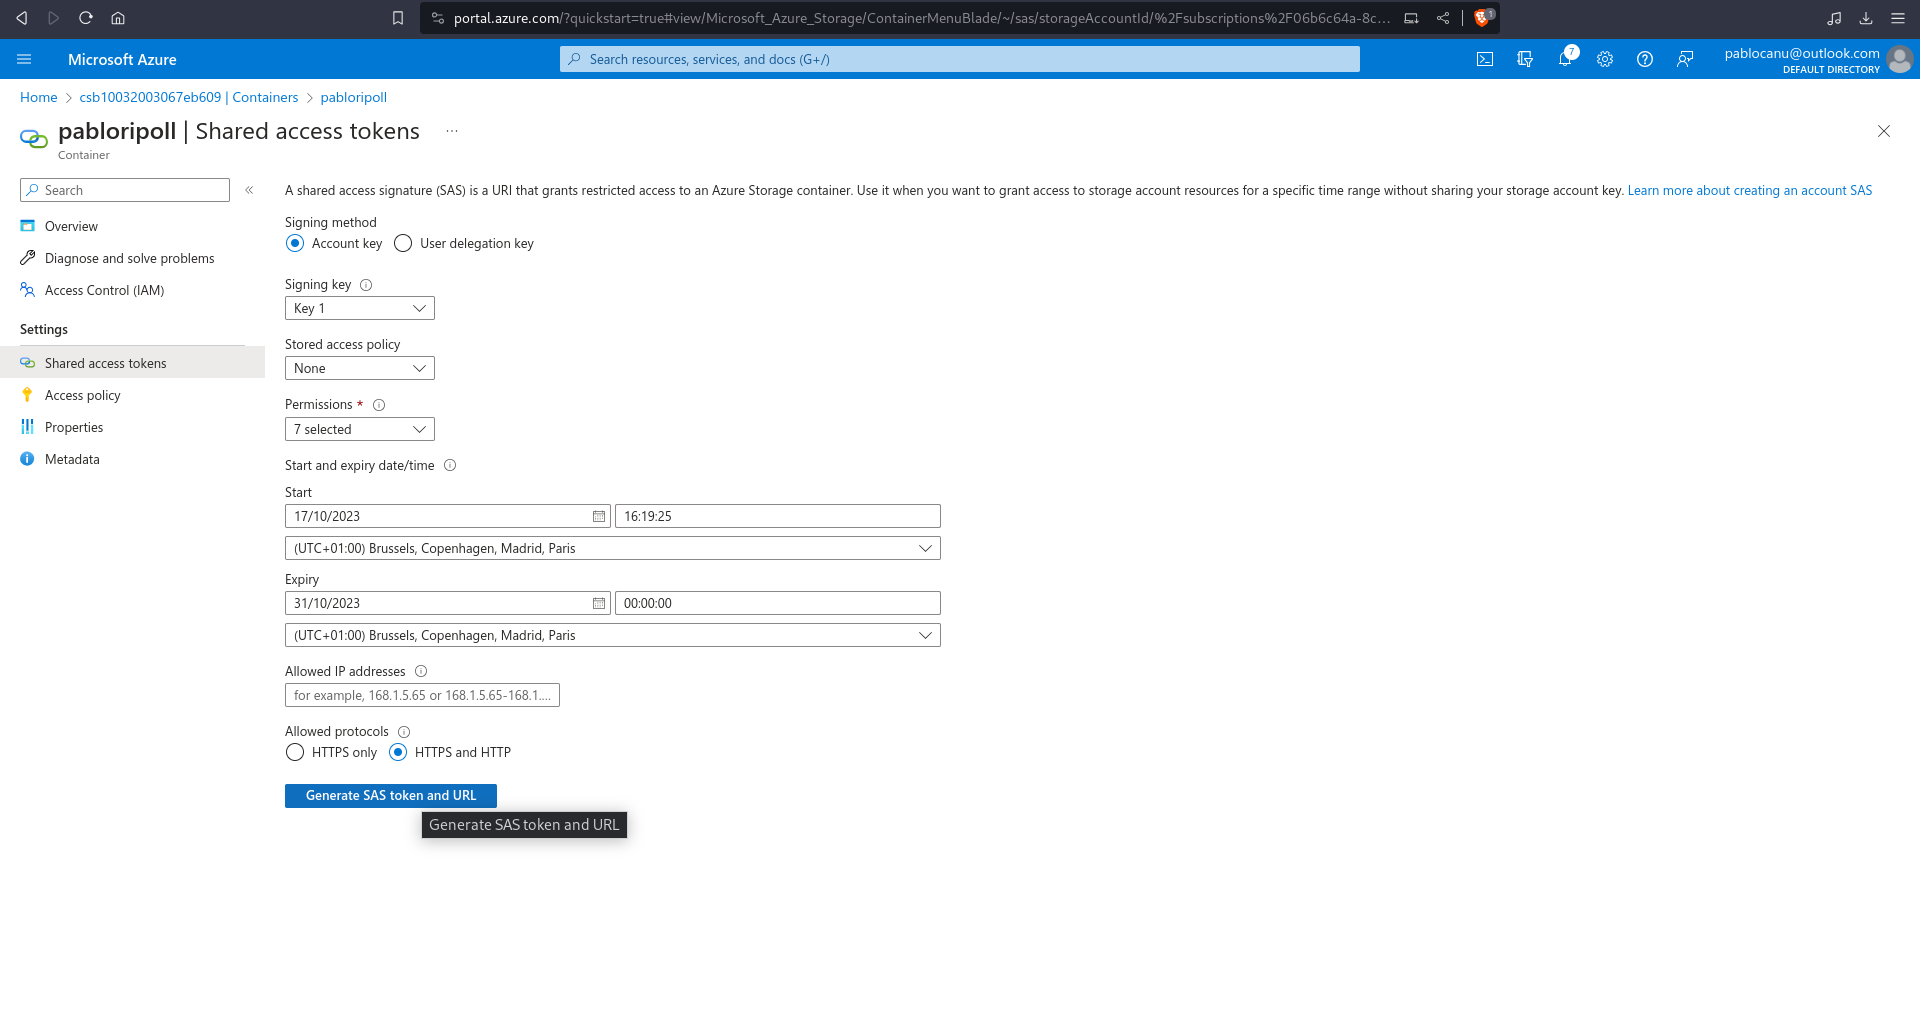 portal.azure.com/?quickstart=true#view/Microsoft_Azure_Storage/ContainerMenuBlade/~/sas/storageAccountId/%2Fsubscriptions%2F06b6c64a-8c...
1
Microsoft Azure
Search resources, services, and docs (G+/)
7
pablocanu@outlook.com
DEFAULT DIRECTORY
Home > csb10032003067eb609 | Containers > pabloripoll
pabloripoll | Shared access tokens ...
Container
Search
«
Overview
Diagnose and solve problems
Access Control (IAM)
Settings
Shared access tokens
Access policy
Properties
Metadata
A shared access signature (SAS) is a URI that grants restricted access to an Azure Storage container. Use it when you want to grant access to storage account resources for a specific time range without sharing your storage account key. Learn more about creating an account SAS
Signing method
Account key User delegation key
Signing key
Key 1
Stored access policy
None
Permissions *
7 selected
Start and expiry date/time
Start
17/10/2023 16:19:25
(UTC+01:00) Brussels, Copenhagen, Madrid, Paris
Expiry
31/10/2023 00:00:00
(UTC+01:00) Brussels, Copenhagen, Madrid, Paris
Allowed IP addresses
for example, 168.1.5.65 or 168.1.5.65-168.1....
Allowed protocols
HTTPS only HTTPS and HTTP
Generate SAS token and URL
Generate SAS token and URL